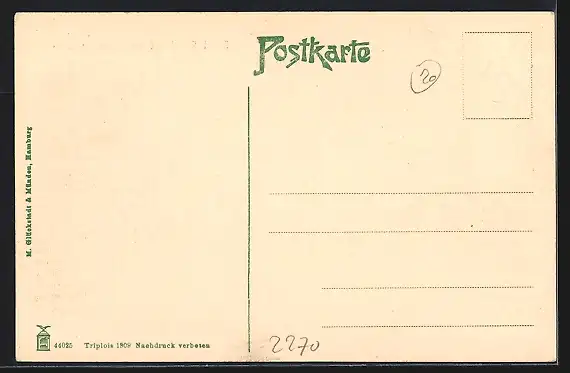 Postkarte
20
M. Glückstadt & Münden, Hamburg
44025 Triplois 1909 Nachdruck verboten
2270